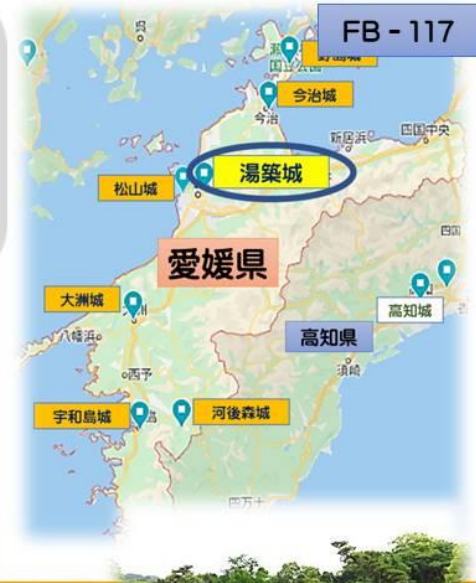 FB - 117
呉
今治城
今治
新居浜
四国中央
湯築城
松山城
愛媛県
大洲城
高知城
八幡浜
高知県
西予
須崎
宇和島城
河後森城
四万十